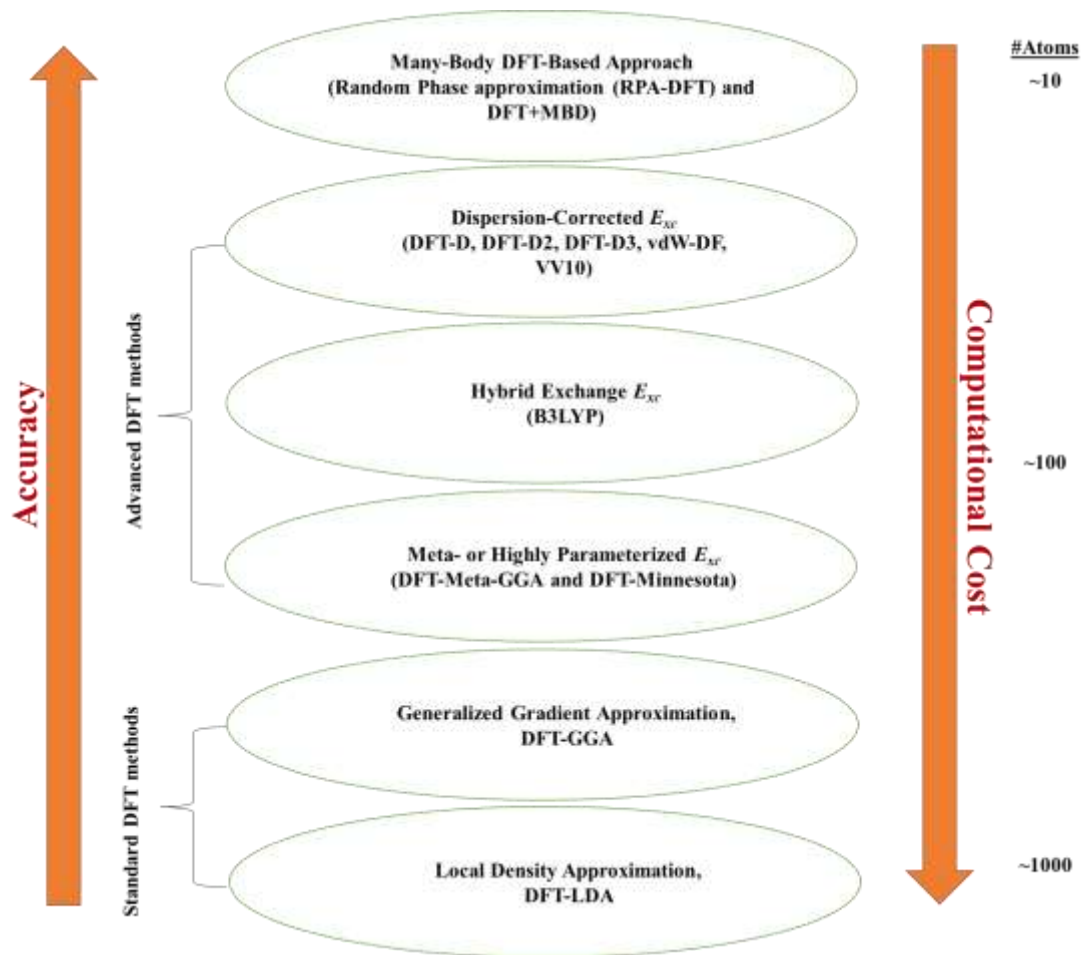 #Atoms
Many-Body DFT-Based Approach
(Random Phase approximation (RPA-DFT) and
DFT+MBD)
~10
Dispersion-Corrected Exc
(DFT-D, DFT-D2, DFT-D3, vdW-DF,
VV10)
Advanced DFT methods
Accuracy
Hybrid Exchange Exc
(B3LYP)
Computational Cost
~100
Meta- or Highly Parameterized Exc
(DFT-Meta-GGA and DFT-Minnesota)
Generalized Gradient Approximation,
DFT-GGA
Standard DFT methods
Local Density Approximation,
DFT-LDA
~1000